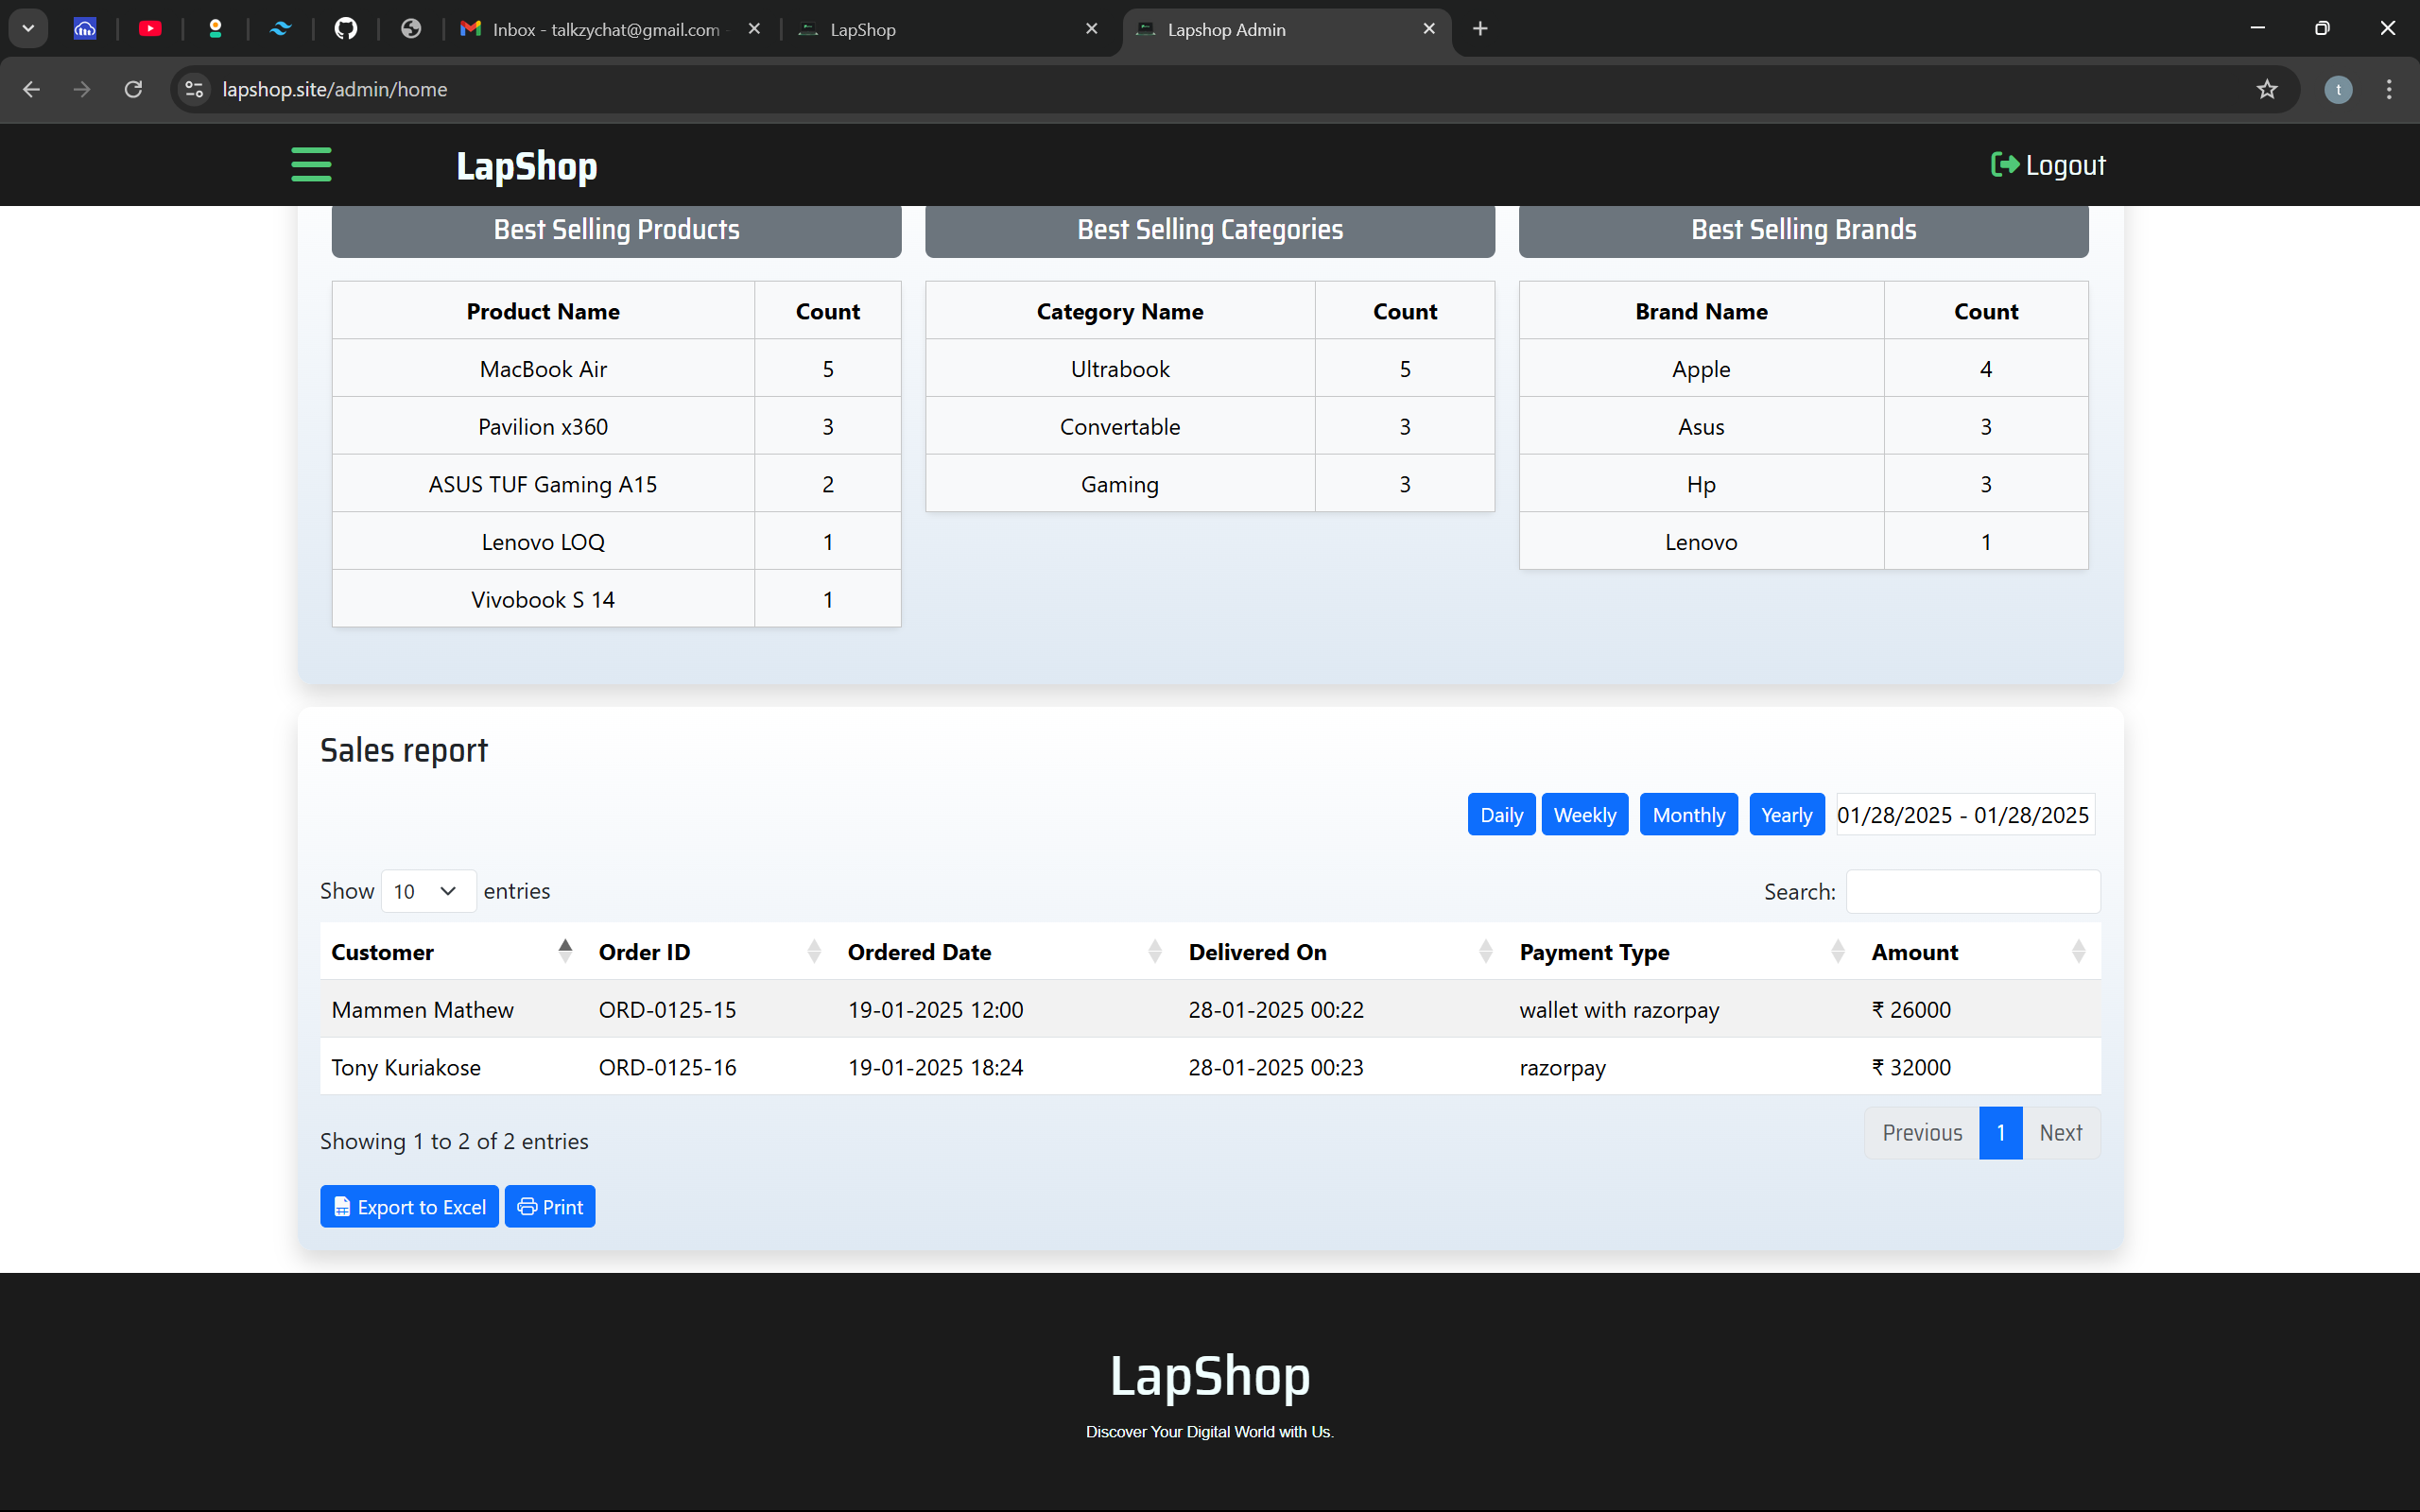 Inbox - talkzychat@gmail.com
LapShop
Lapshop Admin
lapshop.site/admin/home
t
LapShop
Logout
Best Selling Products
Best Selling Categories
Best Selling Brands
Product Name Count
MacBook Air 5
Pavilion x360 3
ASUS TUF Gaming A15 2
Lenovo LOQ 1
Vivobook S 14 1
Category Name Count
Ultrabook 5
Convertable 3
Gaming 3
Brand Name Count
Apple 4
Asus 3
Hp 3
Lenovo 1
Sales report
Daily Weekly Monthly Yearly 01/28/2025 - 01/28/2025
Show 10 entries
Search:
Customer Order ID Ordered Date Delivered On Payment Type Amount
Mammen Mathew ORD-0125-15 19-01-2025 12:00 28-01-2025 00:22 wallet with razorpay ₹ 26000
Tony Kuriakose ORD-0125-16 19-01-2025 18:24 28-01-2025 00:23 razorpay ₹ 32000
Showing 1 to 2 of 2 entries
Previous 1 Next
Export to Excel Print
LapShop
Discover Your Digital World with Us.